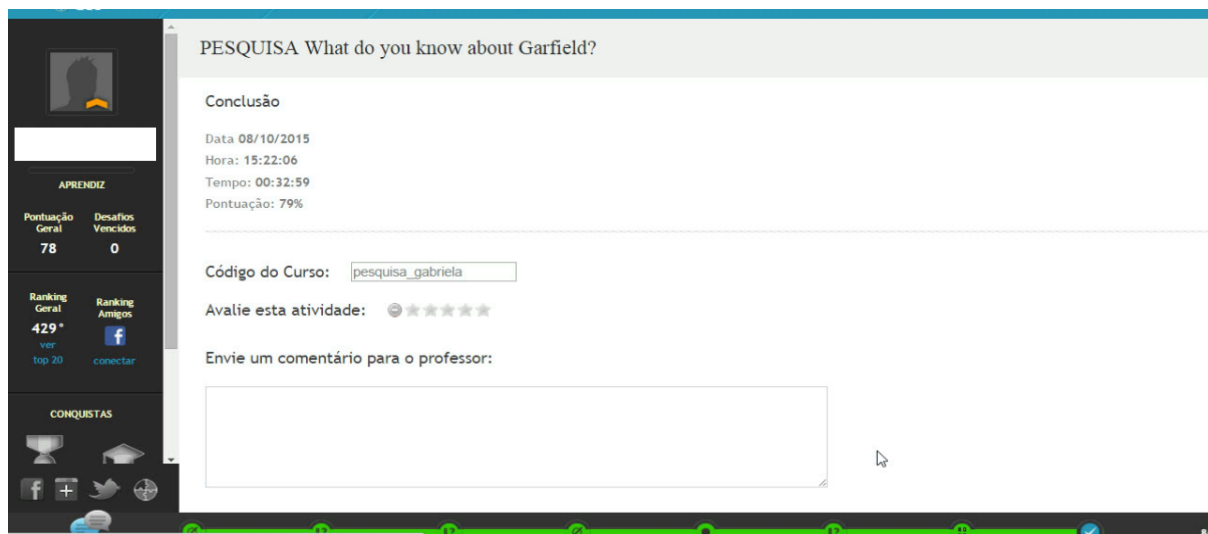 PESQUISA What do you know about Garfield?
Conclusão
Data 08/10/2015
Hora: 15:22:06
Tempo: 00:32:59
Pontuação: 79%
Código do Curso: pesquisa_gabriela
Avalie esta atividade:
Envie um comentário para o professor:
APRENDIZ
Pontuação Geral
78
Desafios Vencidos
0
Ranking Geral
429°
ver
top 20
Ranking Amigos
conectar
CONQUISTAS